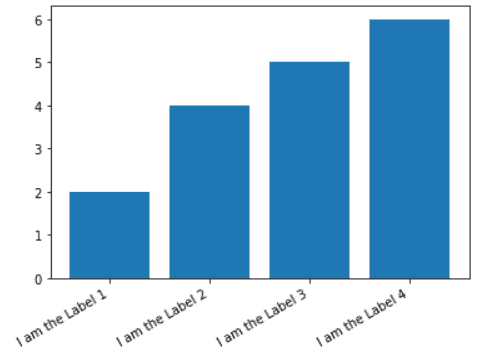 6
5
4
3
2
1
0
I am the Label 1
I am the Label 2
I am the Label 3
I am the Label 4